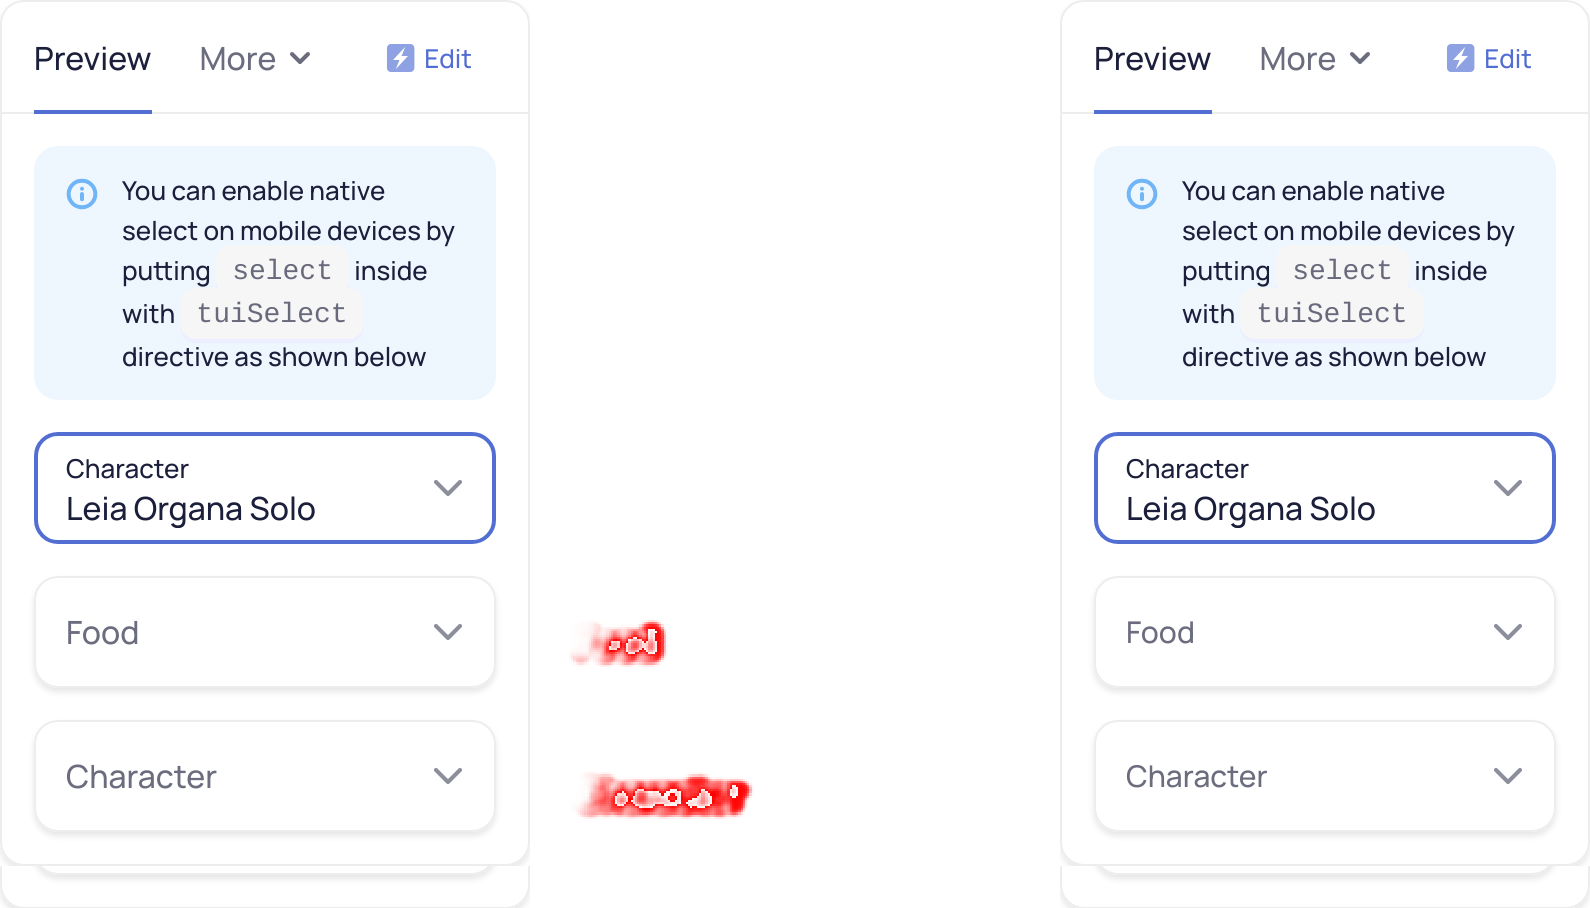 Preview More Edit
You can enable native
select on mobile devices by
putting select inside
with tuiSelect
directive as shown below
Character
Leia Organa Solo
Food
Character
Preview More Edit
You can enable native
select on mobile devices by
putting select inside
with tuiSelect
directive as shown below
Character
Leia Organa Solo
Food
Character